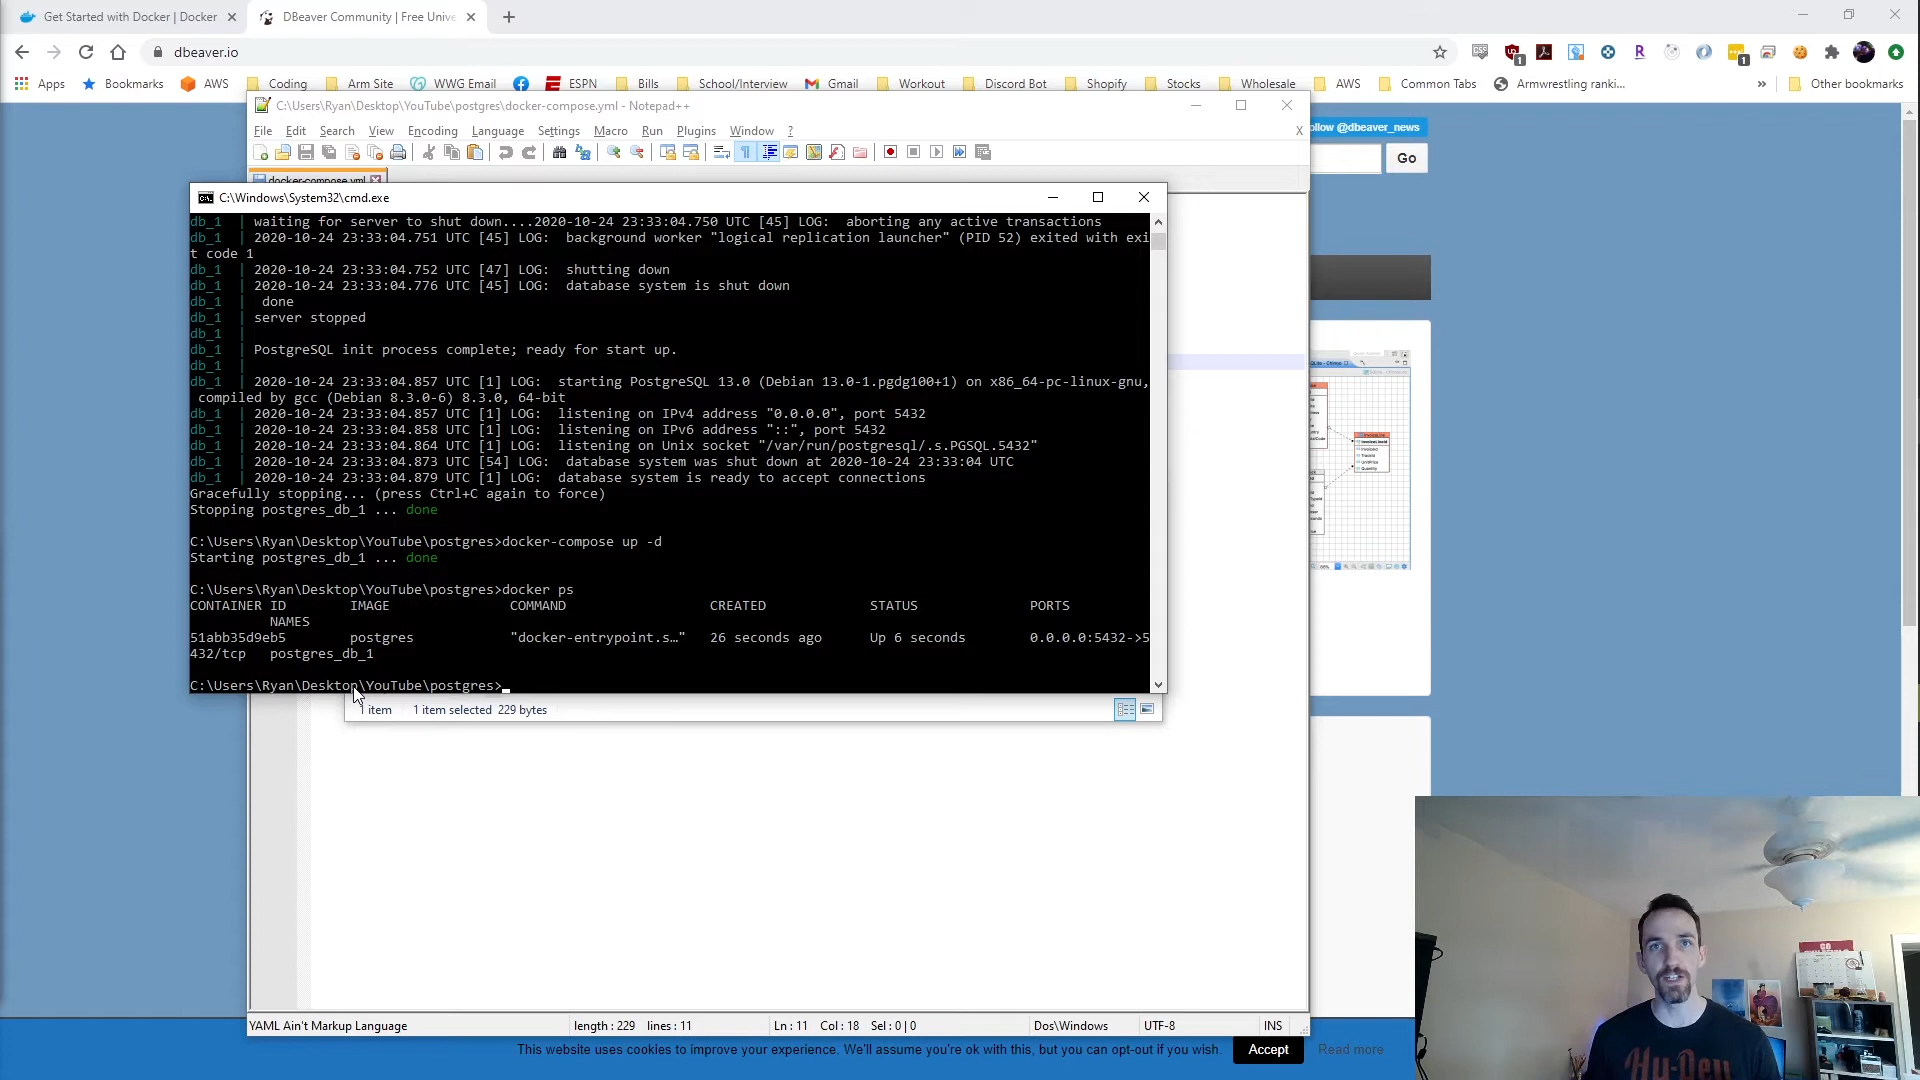 Get Started with Docker | Docker
DBeaver Community | Free Unive
dbeaver.io
Apps
Bookmarks
AWS
Coding
Arm Site
WWG Email
ESPN
Bills
School/Interview
Gmail
Workout
Discord Bot
Shopify
Stocks
Wholesale
AWS
Common Tabs
Armwrestling ranki...
»
Other bookmarks
C:\Users\Ryan\Desktop\YouTube\postgres\docker-compose.yml - Notepad++
ollow @dbeaver_news
File Edit Search View Encoding Language Settings Macro Run Plugins Window ? X
Go
docker-compose.yml
C:\Windows\System32\cmd.exe
db_1 | waiting for server to shut down....2020-10-24 23:33:04.750 UTC [45] LOG: aborting any active transactions
db_1 | 2020-10-24 23:33:04.751 UTC [45] LOG: background worker "logical replication launcher" (PID 52) exited with exi
t code 1
db_1 | 2020-10-24 23:33:04.752 UTC [47] LOG: shutting down
db_1 | 2020-10-24 23:33:04.776 UTC [45] LOG: database system is shut down
db_1 | done
db_1 | server stopped
db_1 |
db_1 | PostgreSQL init process complete; ready for start up.
db_1 |
db_1 | 2020-10-24 23:33:04.857 UTC [1] LOG: starting PostgreSQL 13.0 (Debian 13.0-1.pgdg100+1) on x86_64-pc-linux-gnu,
compiled by gcc (Debian 8.3.0-6) 8.3.0, 64-bit
db_1 | 2020-10-24 23:33:04.857 UTC [1] LOG: listening on IPv4 address "0.0.0.0", port 5432
db_1 | 2020-10-24 23:33:04.858 UTC [1] LOG: listening on IPv6 address "::", port 5432
db_1 | 2020-10-24 23:33:04.864 UTC [1] LOG: listening on Unix socket "/var/run/postgresql/.s.PGSQL.5432"
db_1 | 2020-10-24 23:33:04.873 UTC [54] LOG: database system was shut down at 2020-10-24 23:33:04 UTC
db_1 | 2020-10-24 23:33:04.879 UTC [1] LOG: database system is ready to accept connections
Gracefully stopping... (press Ctrl+C again to force)
Stopping postgres_db_1 ... done
C:\Users\Ryan\Desktop\YouTube\postgres>docker-compose up -d
Starting postgres_db_1 ... done
C:\Users\Ryan\Desktop\YouTube\postgres>docker ps
CONTAINER ID IMAGE COMMAND CREATED STATUS PORTS
NAMES
51abb35d9eb5 postgres "docker-entrypoint.s…" 26 seconds ago Up 6 seconds 0.0.0.0:5432->5
432/tcp postgres_db_1
C:\Users\Ryan\Desktop\YouTube\postgres>
1 item 1 item selected 229 bytes
YAML Ain't Markup Language
length : 229 lines : 11
Ln : 11 Col : 18 Sel : 0 | 0
Dos\Windows
UTF-8
INS
This website uses cookies to improve your experience. We'll assume you're ok with this, but you can opt-out if you wish.
Accept
Read more